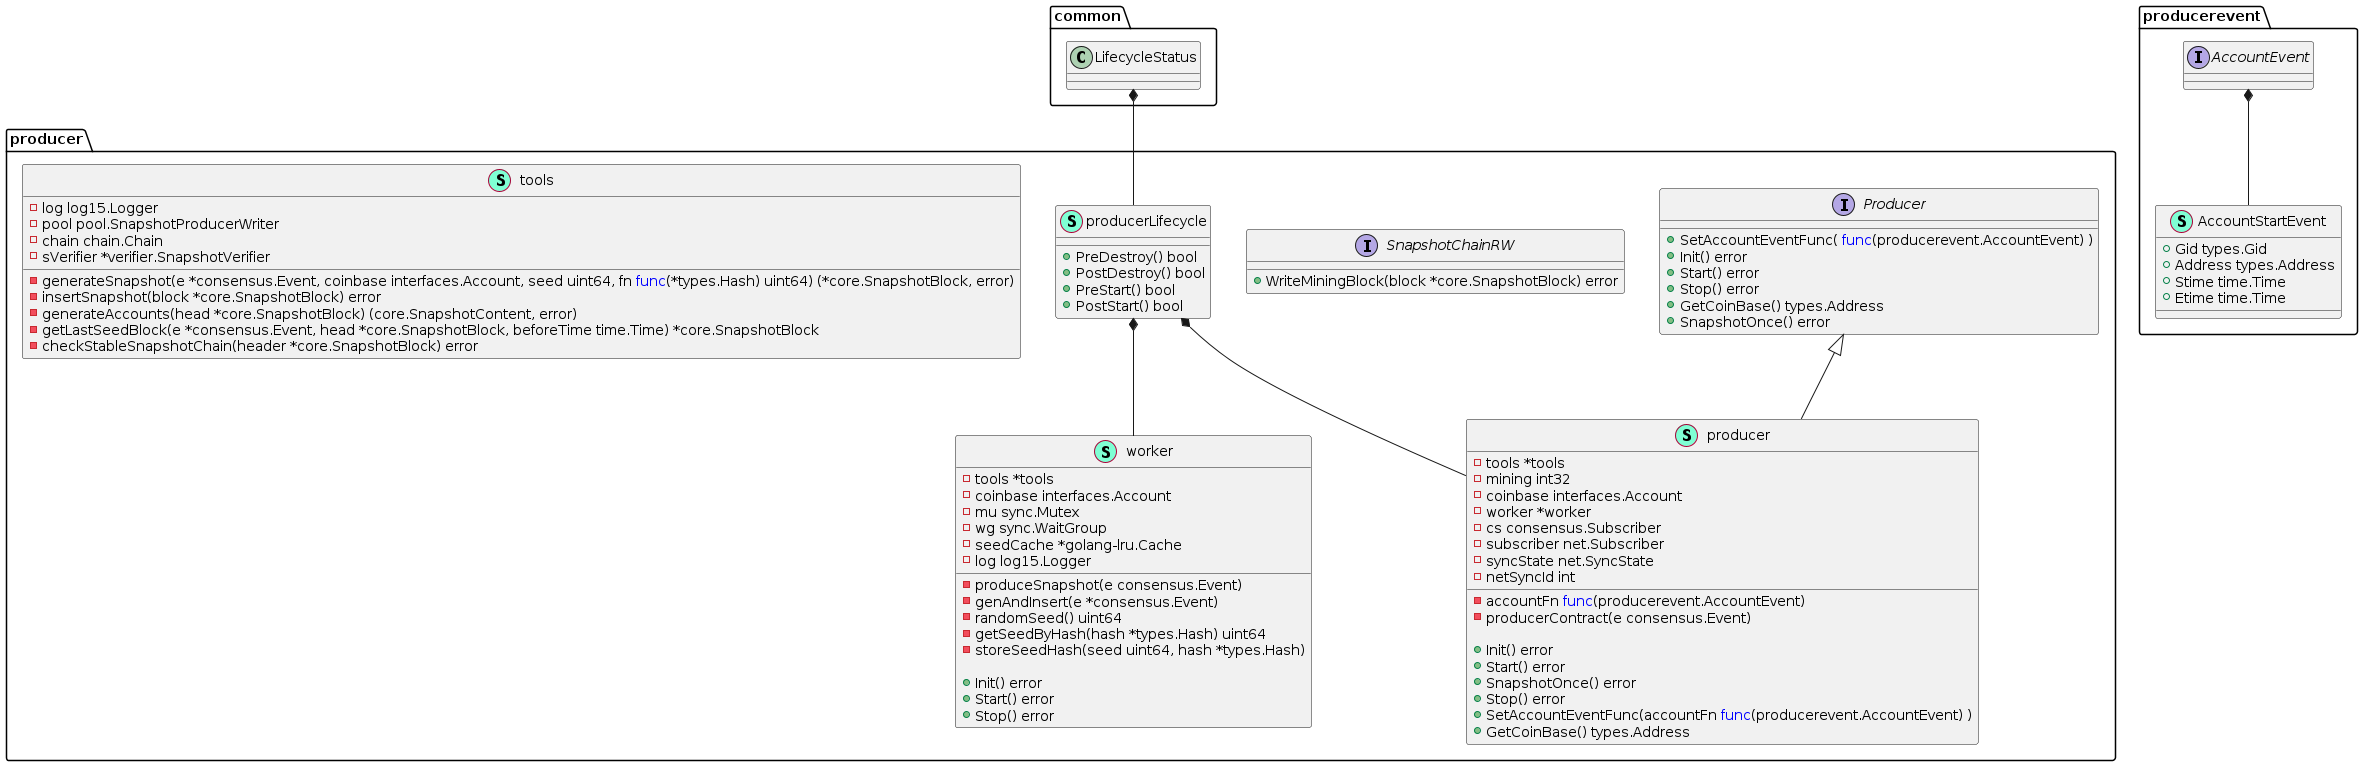 common
C LifecycleStatus
producerevent
I AccountEvent
S AccountStartEvent
Gid types.Gid
Address types.Address
Stime time.Time
Etime time.Time
producer
S tools
log log15.Logger
pool pool.SnapshotProducerWriter
chain chain.Chain
sVerifier *verifier.SnapshotVerifier
generateSnapshot(e *consensus.Event, coinbase interfaces.Account, seed uint64, fn func(*types.Hash) uint64) (*core.SnapshotBlock, error)
insertSnapshot(block *core.SnapshotBlock) error
generateAccounts(head *core.SnapshotBlock) (core.SnapshotContent, error)
getLastSeedBlock(e *consensus.Event, head *core.SnapshotBlock, beforeTime time.Time) *core.SnapshotBlock
checkStableSnapshotChain(header *core.SnapshotBlock) error
S producerLifecycle
PreDestroy() bool
PostDestroy() bool
PreStart() bool
PostStart() bool
I SnapshotChainRW
WriteMiningBlock(block *core.SnapshotBlock) error
I Producer
SetAccountEventFunc( func(producerevent.AccountEvent) )
Init() error
Start() error
Stop() error
GetCoinBase() types.Address
SnapshotOnce() error
S worker
tools *tools
coinbase interfaces.Account
mu sync.Mutex
wg sync.WaitGroup
seedCache *golang-lru.Cache
log log15.Logger
produceSnapshot(e consensus.Event)
genAndInsert(e *consensus.Event)
randomSeed() uint64
getSeedByHash(hash *types.Hash) uint64
storeSeedHash(seed uint64, hash *types.Hash)
Init() error
Start() error
Stop() error
S producer
tools *tools
mining int32
coinbase interfaces.Account
worker *worker
cs consensus.Subscriber
subscriber net.Subscriber
syncState net.SyncState
netSyncId int
accountFn func(producerevent.AccountEvent)
producerContract(e consensus.Event)
Init() error
Start() error
SnapshotOnce() error
Stop() error
SetAccountEventFunc(accountFn func(producerevent.AccountEvent) )
GetCoinBase() types.Address